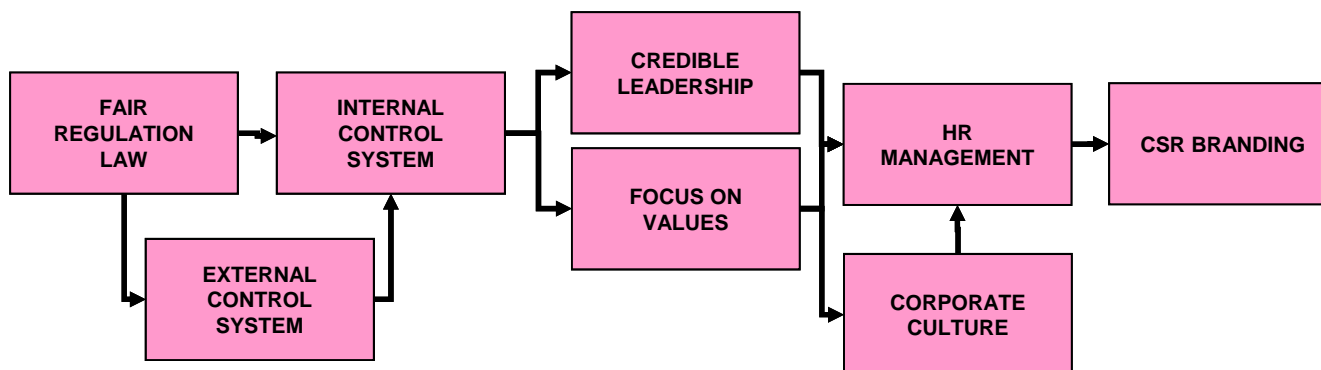 FAIR
REGULATION
LAW
INTERNAL
CONTROL
SYSTEM
EXTERNAL
CONTROL
SYSTEM
CREDIBLE
LEADERSHIP
FOCUS ON
VALUES
HR
MANAGEMENT
CORPORATE
CULTURE
CSR BRANDING